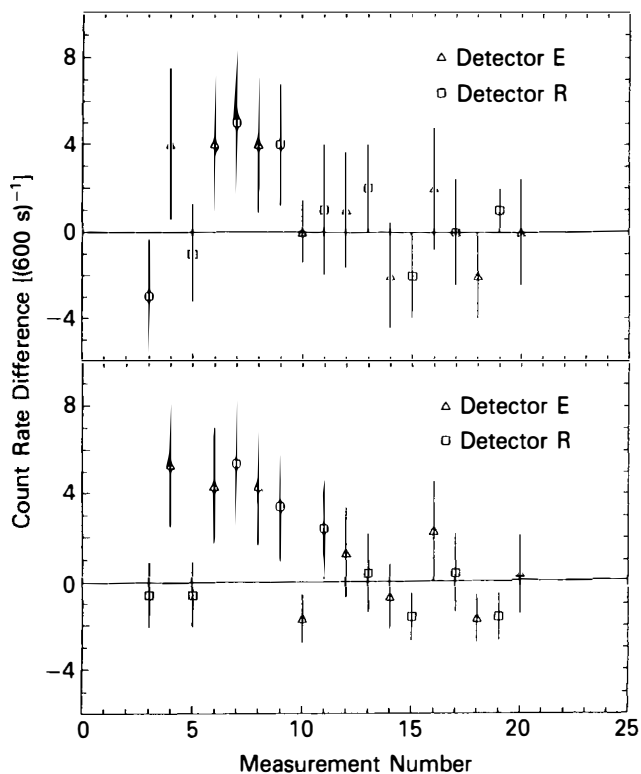 8
4
0
−4
△ Detector E
□ Detector R
Count Rate Difference [(600 s)⁻¹]
8
4
0
−4
△ Detector E
□ Detector R
0 5 10 15 20 25
Measurement Number